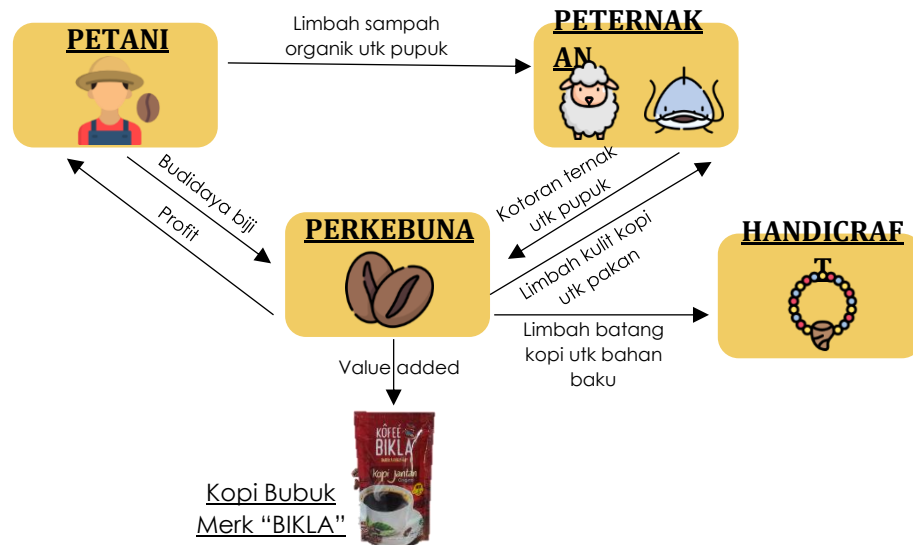 PETANI
Limbah sampah
organik utk pupuk
PETERNAK
AN
Budidaya biji
Profit
Kotoran ternak
utk pupuk
Limbah kulit kopi
utk pakan
PERKEBUNA
HANDICRAF
T
Limbah batang
kopi utk bahan
baku
Value added
KOFEÉ
BIKLA
Kopi jantan
Kopi Bubuk
Merk “BIKLA”